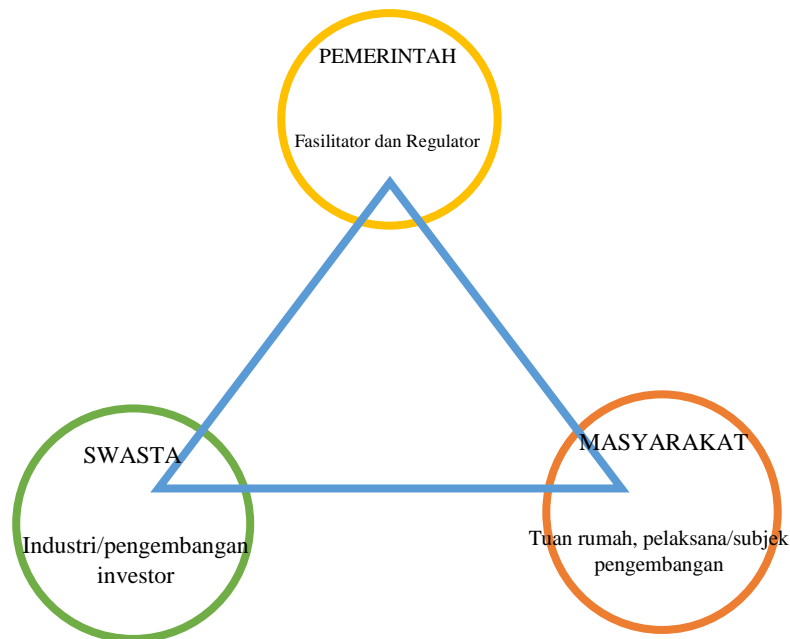 PEMERINTAH
Fasilitator dan Regulator
SWASTA
Industri/pengembangan
investor
MASYARAKAT
Tuan rumah, pelaksana/subjek
pengembangan